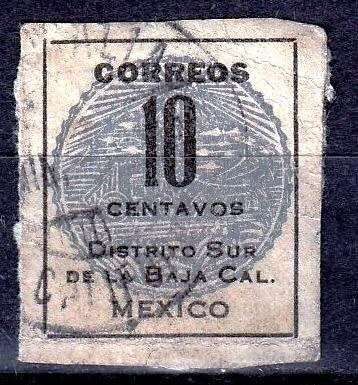 CORREOS
10
CENTAVOS
DISTRITO SUR
DE LA BAJA CAL.
MEXICO